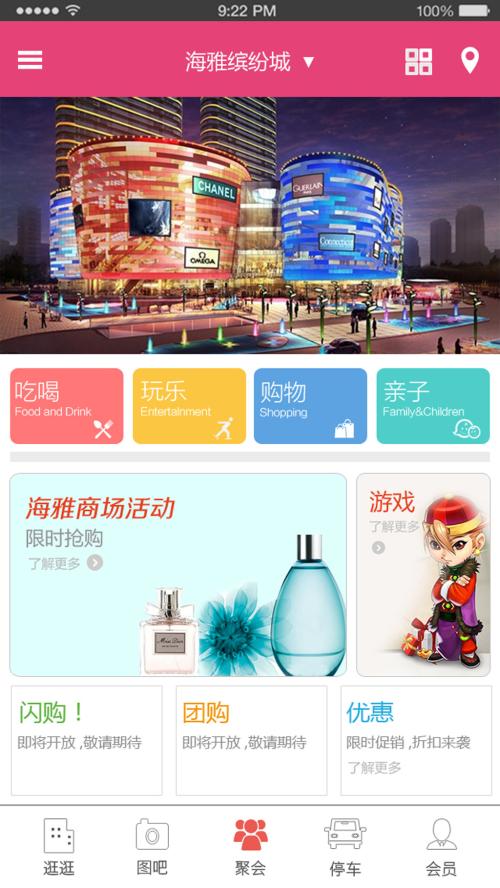 9:22 PM
100%
海雅缤纷城
CHANEL
GUERLAIN
PARIS
OMEGA
吃喝
Food and Drink
玩乐
Entertainment
购物
Shopping
亲子
Family&Children
海雅商场活动
限时抢购
了解更多
Miss Dior
游戏
了解更多
闪购！
即将开放 ,敬请期待
团购
即将开放 ,敬请期待
优惠
限时促销 , 折扣来袭
了解更多
逛逛
图吧
聚会
停车
会员